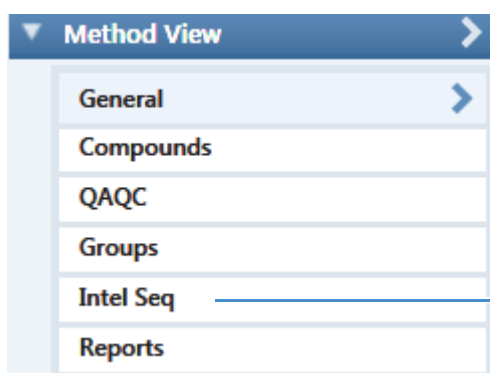 Method View
General
Compounds
QAQC
Groups
Intel Seq
Reports